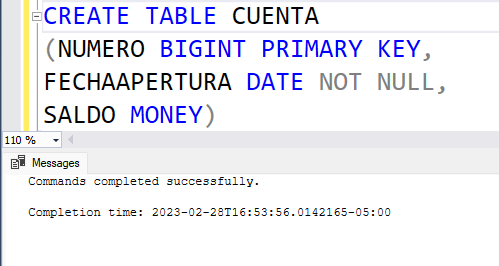 CREATE TABLE CUENTA
(NUMERO BIGINT PRIMARY KEY,
FECHAAPERTURA DATE NOT NULL,
SALDO MONEY)
110 %
Messages
Commands completed successfully.
Completion time: 2023-02-28T16:53:56.0142165-05:00